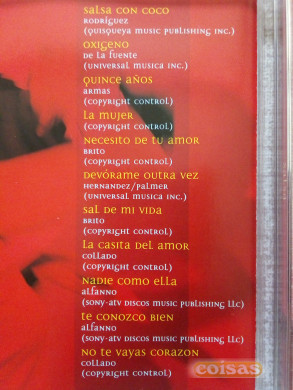 SALSA CON COCO
RODRÍGUEZ
(QUISQUEYA MUSIC PUBLISHING INC.)
OXIGENO
DE LA FUENTE
(UNIVERSAL MUSICA INC.)
QUINCE AÑOS
ARMAS
(COPYRIGHT CONTROL)
LA MUJER
(COPYRIGHT CONTROL)
NECESITO DE TU AMOR
BRITO
(COPYRIGHT CONTROL)
DEVÓRAME OUTRA VEZ
HERNANDEZ/PALMER
(UNIVERSAL MUSICA INC.)
SAL DE MI VIDA
BRITO
(COPYRIGHT CONTROL)
LA CASITA DEL AMOR
COLLADO
(COPYRIGHT CONTROL)
NADIE COMO ELLA
ALFANNO
(SONY-ATV DISCOS MUSIC PUBLISHING LLC)
TE CONOZCO BIEN
ALFANNO
(SONY-ATV DISCOS MUSIC PUBLISHING LLC)
NO TE VAYAS CORAZON
COLLADO
(COPYRIGHT CONTROL)
coisas